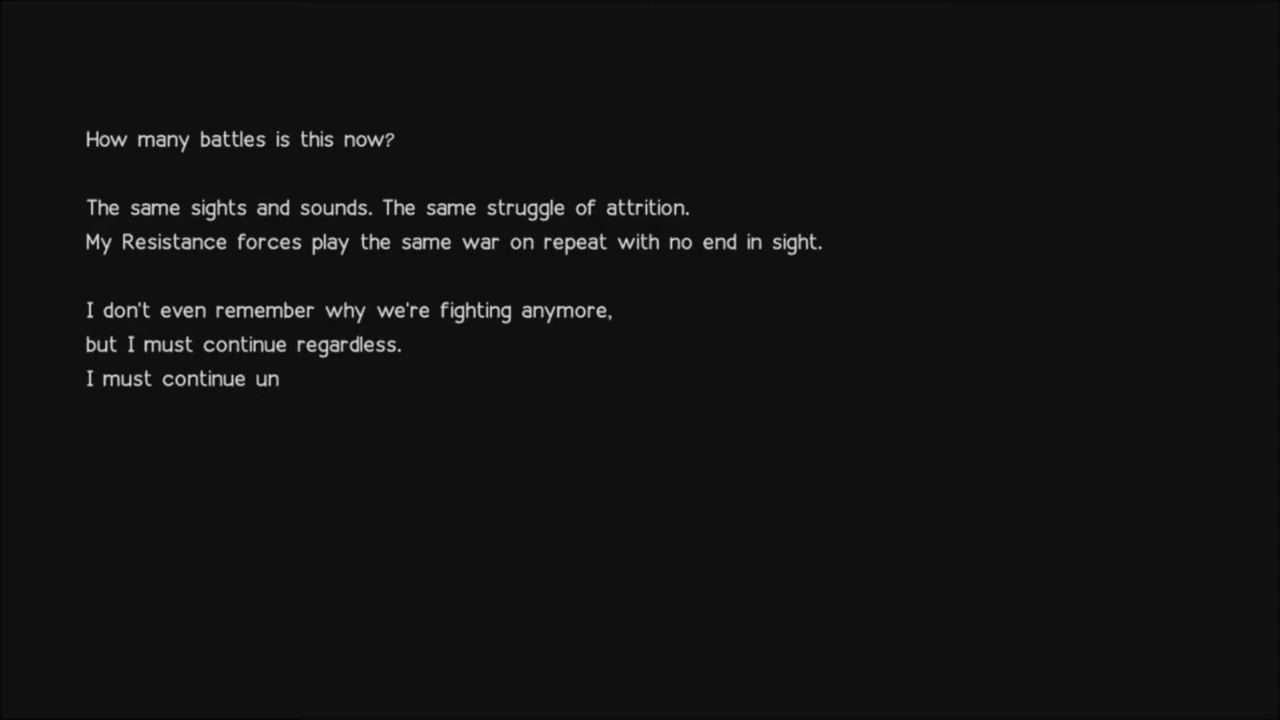 How many battles is this now?
The same sights and sounds. The same struggle of attrition.
My Resistance forces play the same war on repeat with no end in sight.
I don't even remember why we're fighting anymore,
but I must continue regardless.
I must continue un